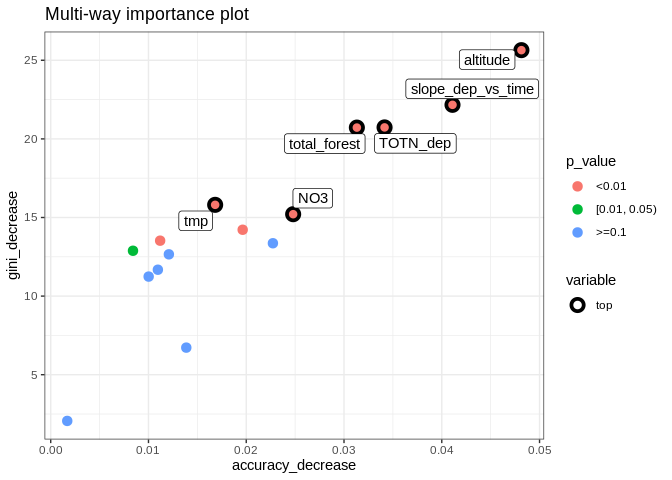 Multi-way importance plot
25
20
15
10
5
gini_decrease
altitude
slope_dep_vs_time
total_forest
TOTN_dep
NO3
tmp
0.00
0.01
0.02
0.03
0.04
0.05
accuracy_decrease
p_value
<0.01
[0.01, 0.05)
>=0.1
variable
top